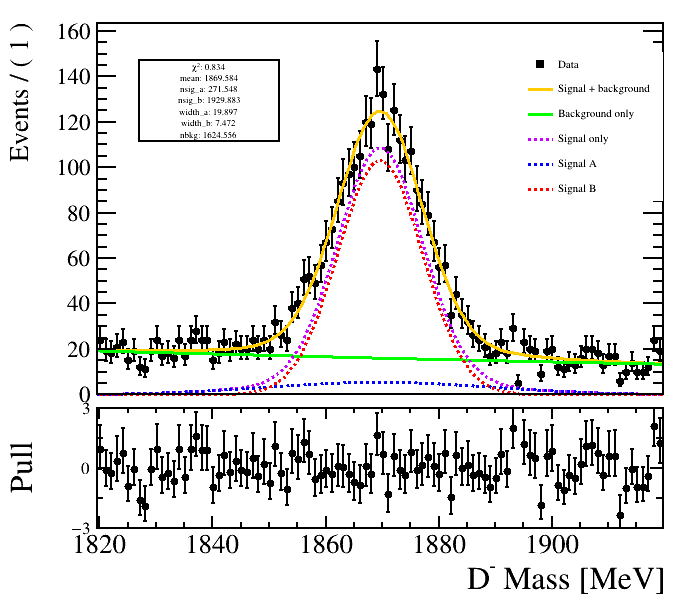 Events / ( 1 )
160
140
120
100
80
60
40
20
0
χ²: 0.834
mean: 1869.584
nsig_a: 271.548
nsig_b: 1929.883
width_a: 19.897
width_b: 7.472
nbkg: 1624.556
Data
Signal + background
Background only
Signal only
Signal A
Signal B
Pull
3
0
−3
1820
1840
1860
1880
1900
D⁻ Mass [MeV]